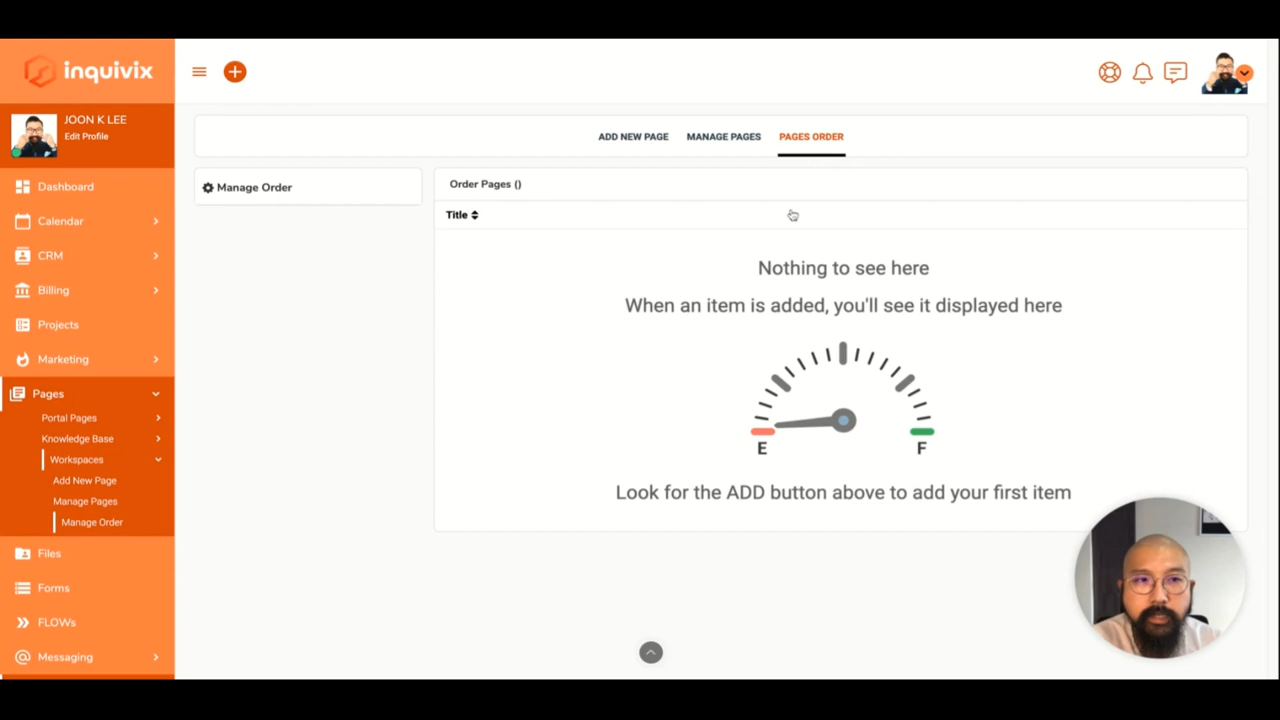 inquivix
JOON K LEE
Edit Profile
Dashboard
Calendar
CRM
Billing
Projects
Marketing
Pages
Portal Pages
Knowledge Base
Workspaces
Add New Page
Manage Pages
Manage Order
Files
Forms
FLOWs
Messaging
ADD NEW PAGE
MANAGE PAGES
PAGES ORDER
Manage Order
Order Pages ()
Title
Nothing to see here
When an item is added, you'll see it displayed here
E
F
Look for the ADD button above to add your first item